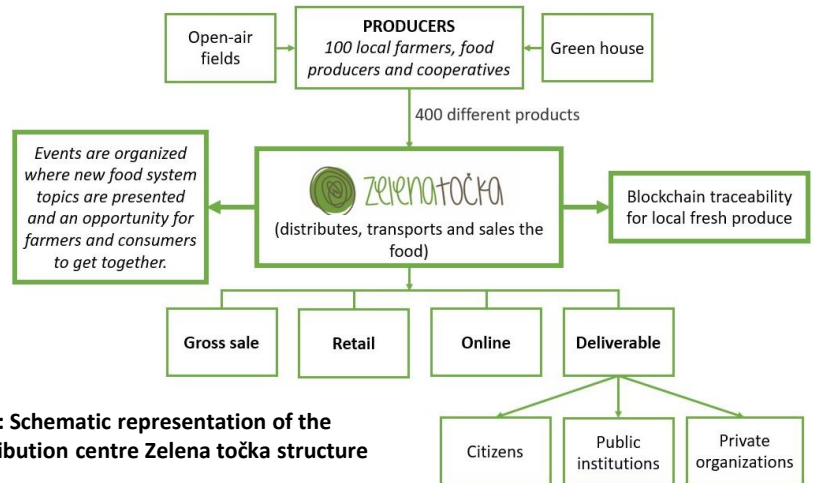 PRODUCERS
100 local farmers, food
producers and cooperatives
Open-air
fields
Green house
400 different products
Events are organized
where new food system
topics are presented
and an opportunity for
farmers and consumers
to get together.
zelenatočka
(distributes, transports and sales the
food)
Blockchain traceability
for local fresh produce
Gross sale
Retail
Online
Deliverable
: Schematic representation of the
ibution centre Zelena točka structure
Citizens
Public
institutions
Private
organizations